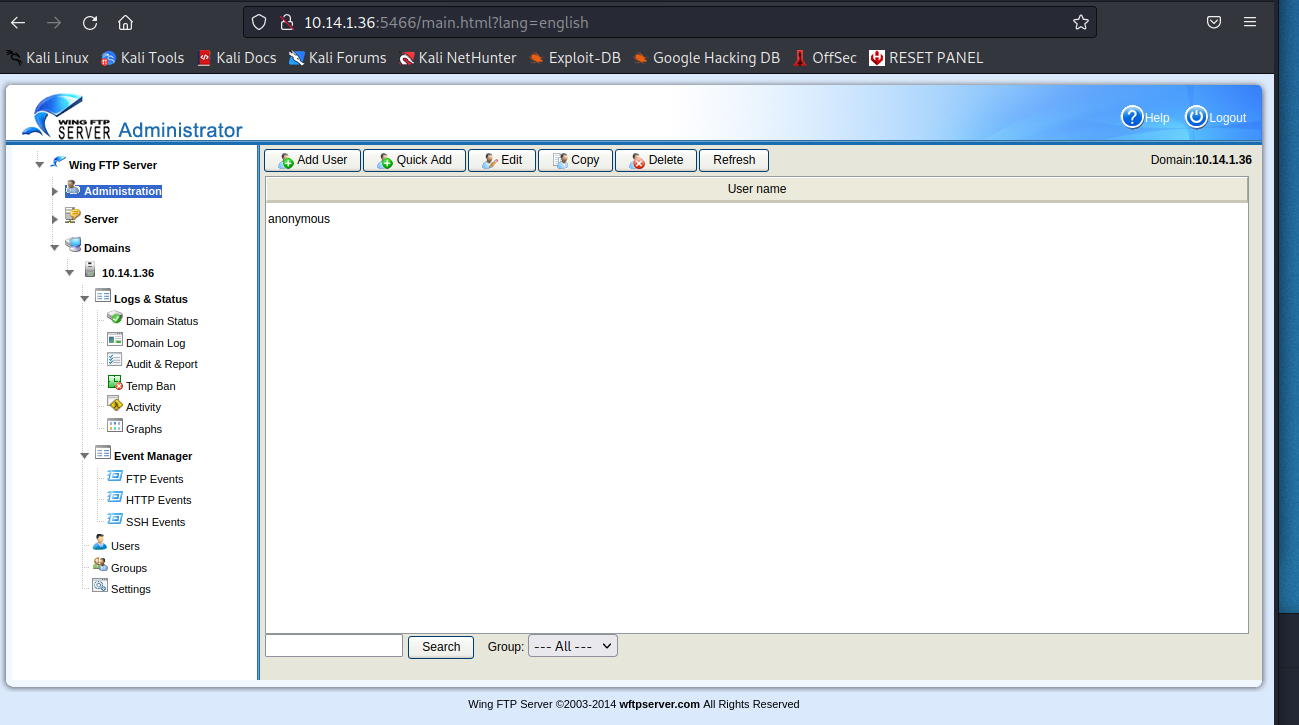 10.14.1.36:5466/main.html?lang=english
Kali Linux Kali Tools Kali Docs Kali Forums Kali NetHunter Exploit-DB Google Hacking DB OffSec RESET PANEL
WING FTP
SERVER Administrator
Help Logout
Wing FTP Server
Administration
Server
Domains
10.14.1.36
Logs & Status
Domain Status
Domain Log
Audit & Report
Temp Ban
Activity
Graphs
Event Manager
FTP Events
HTTP Events
SSH Events
Users
Groups
Settings
Add User Quick Add Edit Copy Delete Refresh Domain:10.14.1.36
User name
anonymous
Search Group: --- All ---
Wing FTP Server ©2003-2014 wftpserver.com All Rights Reserved